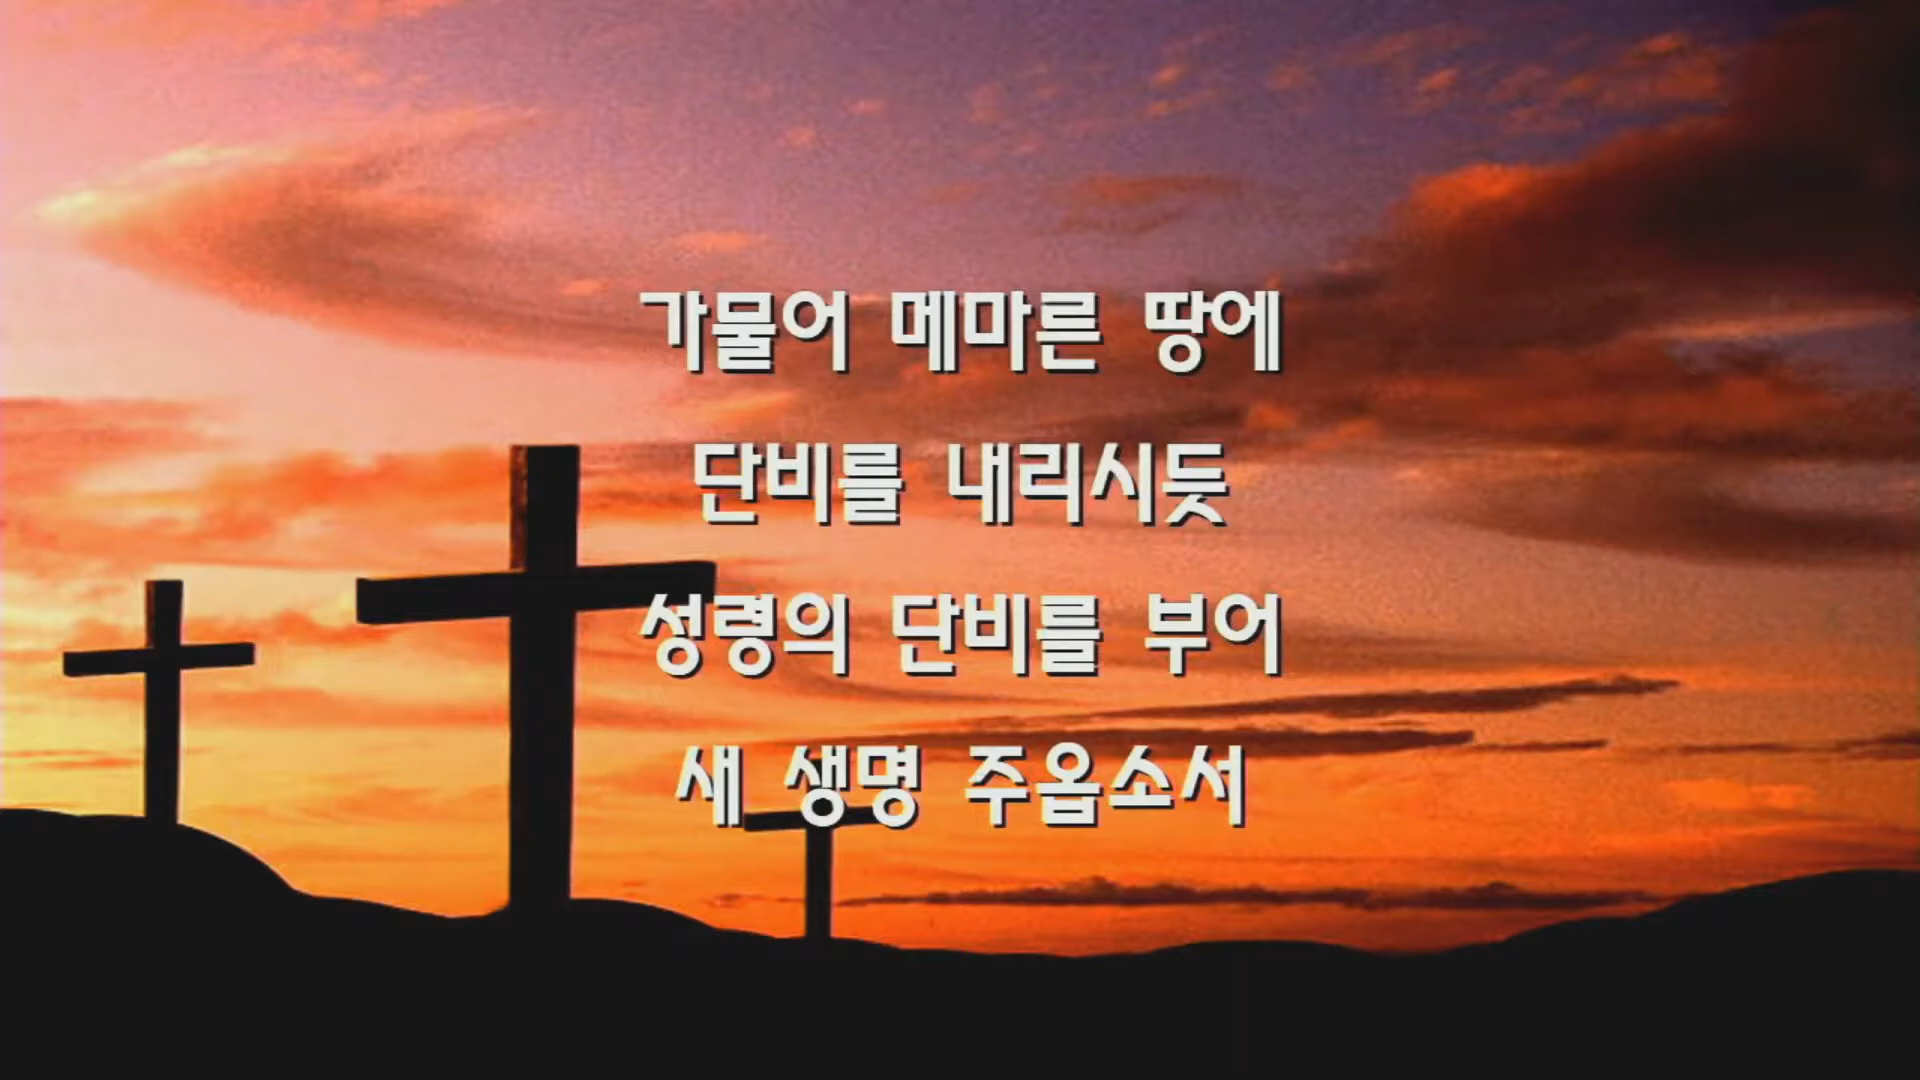 가물어 메마른 땅에
단비를 내리시듯
성령의 단비를 부어
새 생명 주옵소서